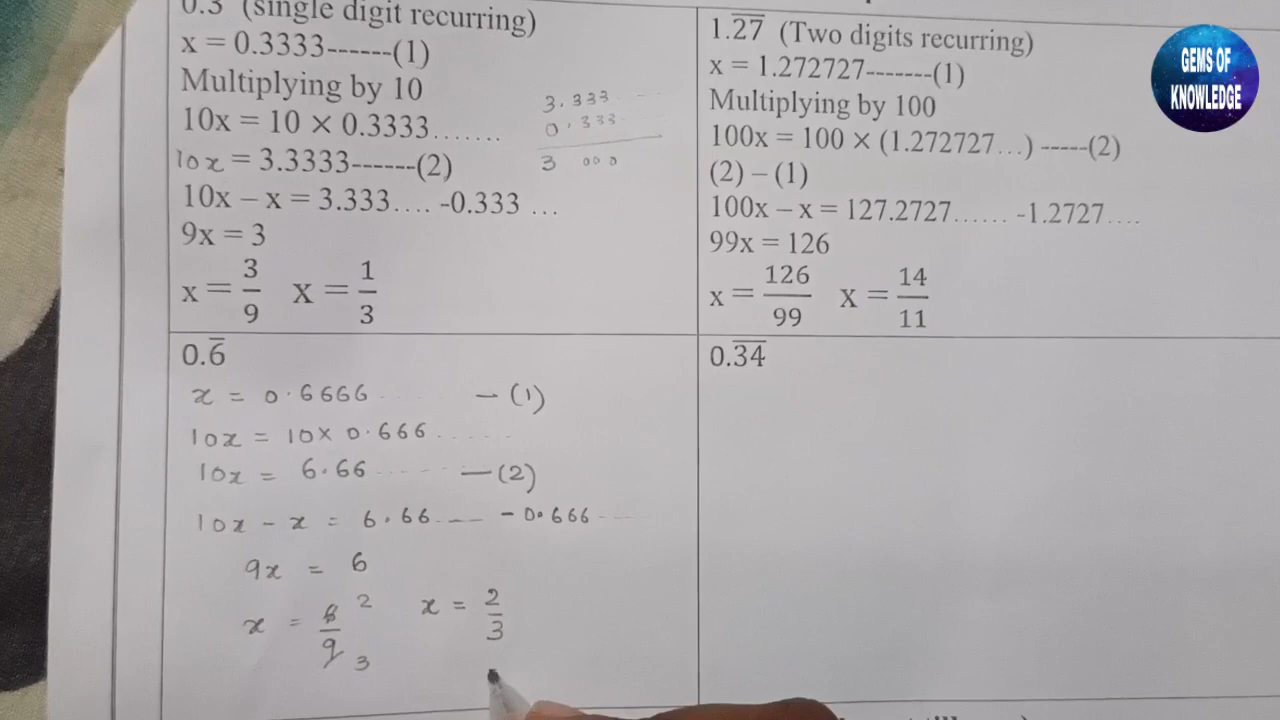 0.3 (single digit recurring)
x = 0.3333------(1)
Multiplying by 10
10x = 10 × 0.3333.......
10x = 3.3333------(2)
10x – x = 3.333.... -0.333 ...
9x = 3
x = 3/9 x = 1/3
3.333
0.333
3 000
1.2̅7̅ (Two digits recurring)
x = 1.272727-------(1)
Multiplying by 100
100x = 100 × (1.272727...) -----(2)
(2) – (1)
100x – x = 127.2727...... -1.2727....
99x = 126
x = 126/99 x = 14/11
GEMS OF
KNOWLEDGE
0.6̅
x = 0.6666 ...... — (1)
10x = 10 × 0.666 ......
10x = 6.66 ...... — (2)
10x - x = 6.66 ---- - 0.666 ----
9x = 6
x = 6/9 2 3 x = 2/3
0.3̅4̅